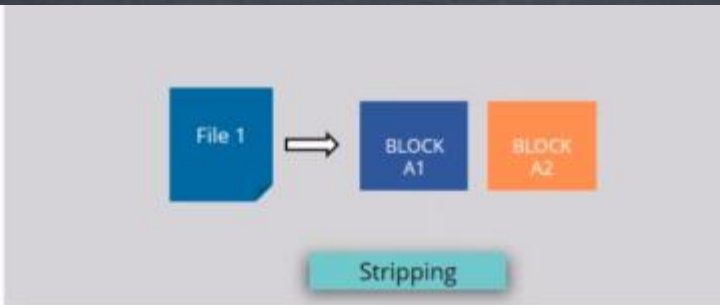 File 1
BLOCK
A1
BLOCK
A2
Stripping